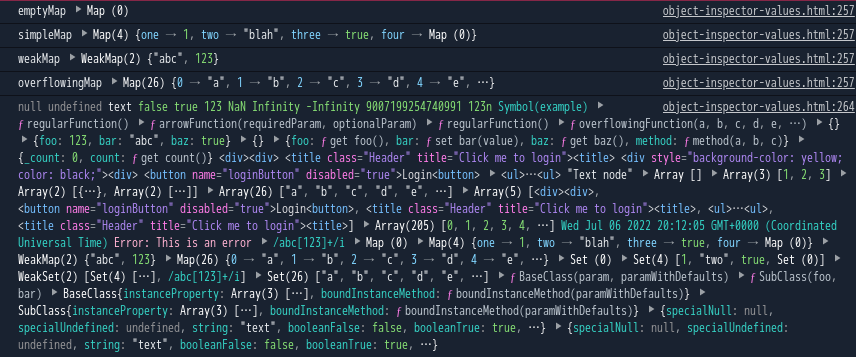 emptyMap ▶ Map (0) object-inspector-values.html:257
simpleMap ▶ Map(4) {one → 1, two → "blah", three → true, four → Map (0)} object-inspector-values.html:257
weakMap ▶ WeakMap(2) {"abc", 123} object-inspector-values.html:257
overflowingMap ▶ Map(26) {0 → "a", 1 → "b", 2 → "c", 3 → "d", 4 → "e", …} object-inspector-values.html:257
null undefined text false true 123 NaN Infinity -Infinity 9007199254740991 123n Symbol(example) ▶ object-inspector-values.html:264
ƒ regularFunction() ▶ ƒ arrowFunction(requiredParam, optionalParam) ▶ ƒ regularFunction() ▶ ƒ overflowingFunction(a, b, c, d, e, …) ▶ {}
▶ {foo: 123, bar: "abc", baz: true} ▶ {} ▶ {foo: ƒ get foo(), bar: ƒ set bar(value), baz: ƒ get baz(), method: ƒ method(a, b, c)} ▶
{_count: 0, count: ƒ get count()} <div><div> <title class="Header" title="Click me to login"><title> <div style="background-color: yellow;
color: black;"><div> <button name="loginButton" disabled="true">Login<button> ▶ <ul>…<ul> "Text node" ▶ Array [] ▶ Array(3) [1, 2, 3] ▶
Array(2) [{…}, Array(2) […]] ▶ Array(26) ["a", "b", "c", "d", "e", …] ▶ Array(5) [<div><div>,
<button name="loginButton" disabled="true">Login<button>, <title class="Header" title="Click me to login"><title>, <ul>…<ul>,
<title class="Header" title="Click me to login"><title>] ▶ Array(205) [0, 1, 2, 3, 4, …] Wed Jul 06 2022 20:12:05 GMT+0000 (Coordinated
Universal Time) Error: This is an error ▶ /abc[123]+/i ▶ Map (0) ▶ Map(4) {one → 1, two → "blah", three → true, four → Map (0)} ▶
WeakMap(2) {"abc", 123} ▶ Map(26) {0 → "a", 1 → "b", 2 → "c", 3 → "d", 4 → "e", …} ▶ Set (0) ▶ Set(4) [1, "two", true, Set (0)] ▶
WeakSet(2) [Set(4) […], /abc[123]+/i] ▶ Set(26) ["a", "b", "c", "d", "e", …] ▶ ƒ BaseClass(param, paramWithDefaults) ▶ ƒ SubClass(foo,
bar) ▶ BaseClass{instanceProperty: Array(3) […], boundInstanceMethod: ƒ boundInstanceMethod(paramWithDefaults)} ▶
SubClass{instanceProperty: Array(3) […], boundInstanceMethod: ƒ boundInstanceMethod(paramWithDefaults)} ▶ {specialNull: null,
specialUndefined: undefined, string: "text", booleanFalse: false, booleanTrue: true, …} ▶ {specialNull: null, specialUndefined:
undefined, string: "text", booleanFalse: false, booleanTrue: true, …}